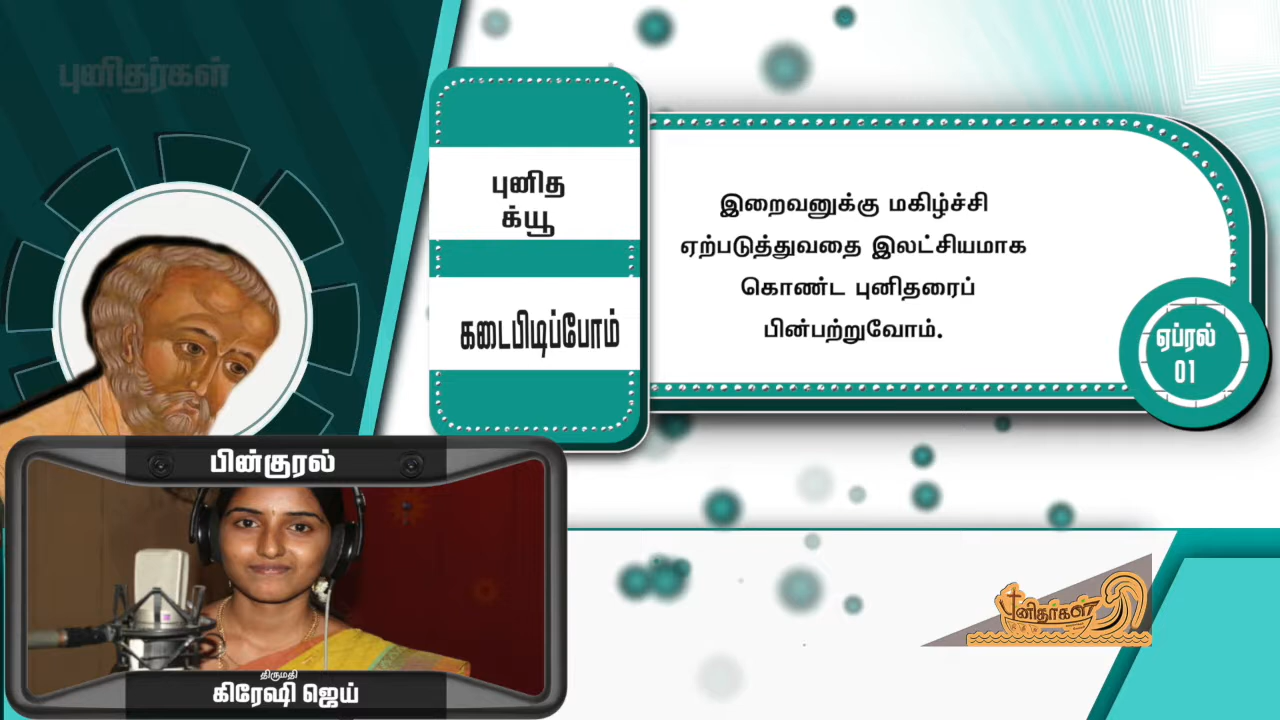 புனிதர்கள்
புனித
க்யூ
கடைபிடிப்போம்
இறைவனுக்கு மகிழ்ச்சி
ஏற்படுத்துவதை இலட்சியமாக
கொண்ட புனிதரைப்
பின்பற்றுவோம்.
ஏப்ரல்
01
பின்குரல்
திருமதி
கிரேஷி ஜெய்
புனிதர்கள்